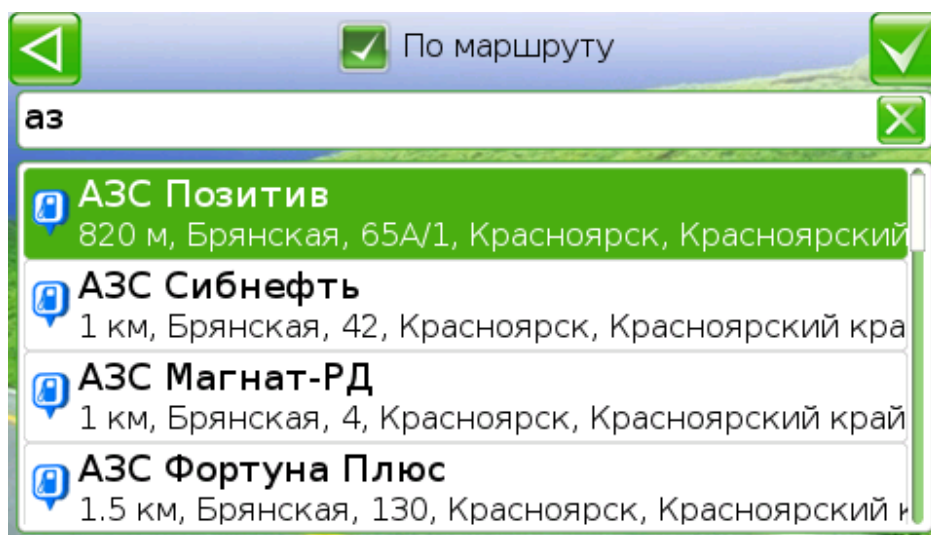 По маршруту
аз
АЗС Позитив
820 м, Брянская, 65А/1, Красноярск, Красноярский
АЗС Сибнефть
1 км, Брянская, 42, Красноярск, Красноярский кра
АЗС Магнат-РД
1 км, Брянская, 4, Красноярск, Красноярский край
АЗС Фортуна Плюс
1.5 км, Брянская, 130, Красноярск, Красноярский к